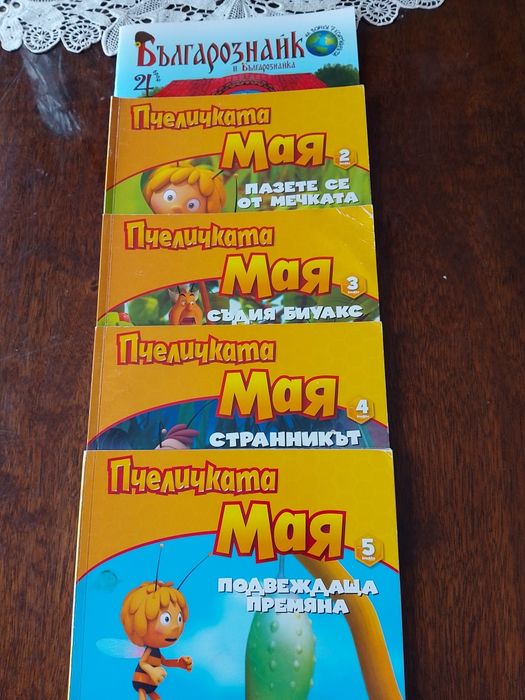 Българознайко
и Българознайка
Пчеличката
Мая
2
ПАЗЕТЕ СЕ
ОТ МЕЧКАТА
Пчеличката
Мая
3
СЪДИЯ БИУАКС
Пчеличката
Мая
4
СТРАННИКЪТ
Пчеличката
Мая
5
ПОДВЕЖДАЩА
ПРЕМЯНА